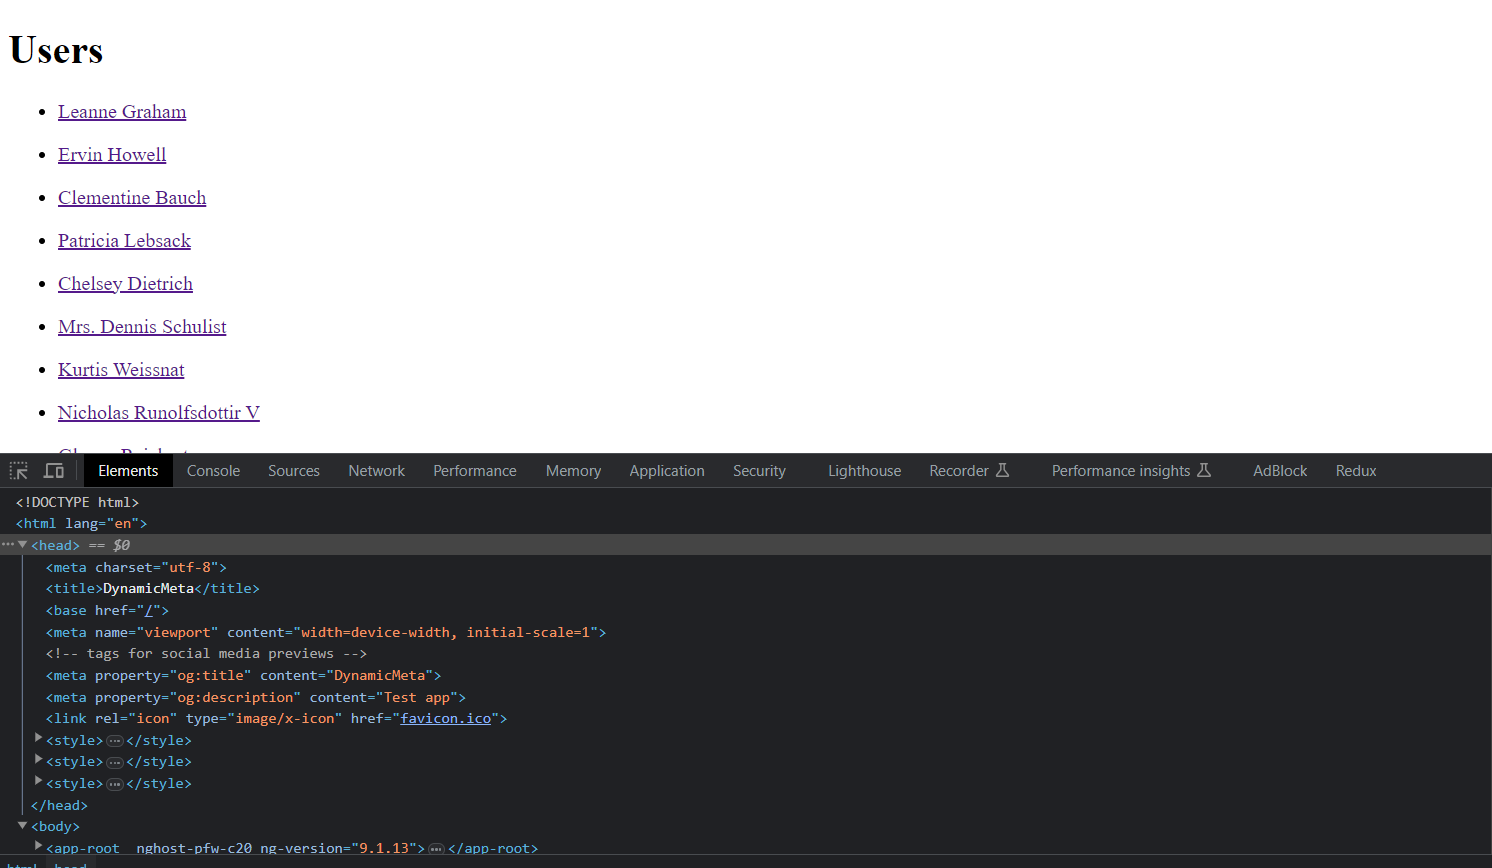 Users
• Leanne Graham
• Ervin Howell
• Clementine Bauch
• Patricia Lebsack
• Chelsey Dietrich
• Mrs. Dennis Schulist
• Kurtis Weissnat
• Nicholas Runolfsdottir V
Elements Console Sources Network Performance Memory Application Security Lighthouse Recorder Performance insights AdBlock Redux
<!DOCTYPE html>
<html lang="en">
<head> == $0
<meta charset="utf-8">
<title>DynamicMeta</title>
<base href="/">
<meta name="viewport" content="width=device-width, initial-scale=1">
<!-- tags for social media previews -->
<meta property="og:title" content="DynamicMeta">
<meta property="og:description" content="Test app">
<link rel="icon" type="image/x-icon" href="favicon.ico">
<style>…</style>
<style>…</style>
<style>…</style>
</head>
<body>
<app-root _nghost-pfw-c20 ng-version="9.1.13">…</app-root>
html head